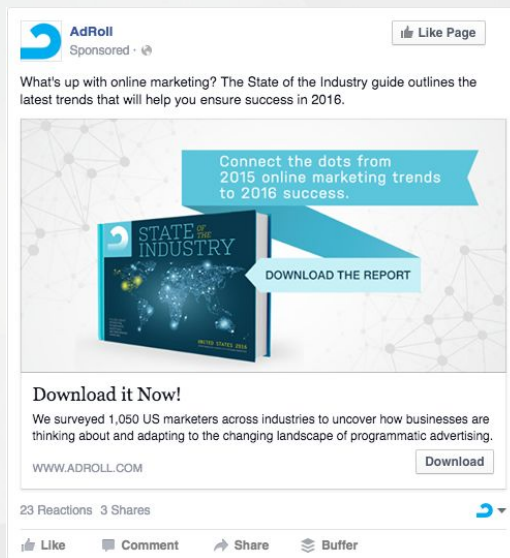 AdRoll
Like Page
Sponsored ·
What's up with online marketing? The State of the Industry guide outlines the
latest trends that will help you ensure success in 2016.
Connect the dots from
2015 online marketing trends
to 2016 success.
STATE OF THE
INDUSTRY
DOWNLOAD THE REPORT
UNITED STATES 2016
Download it Now!
We surveyed 1,050 US marketers across industries to uncover how businesses are
thinking about and adapting to the changing landscape of programmatic advertising.
WWW.ADROLL.COM
Download
23 Reactions 3 Shares
Like Comment Share Buffer